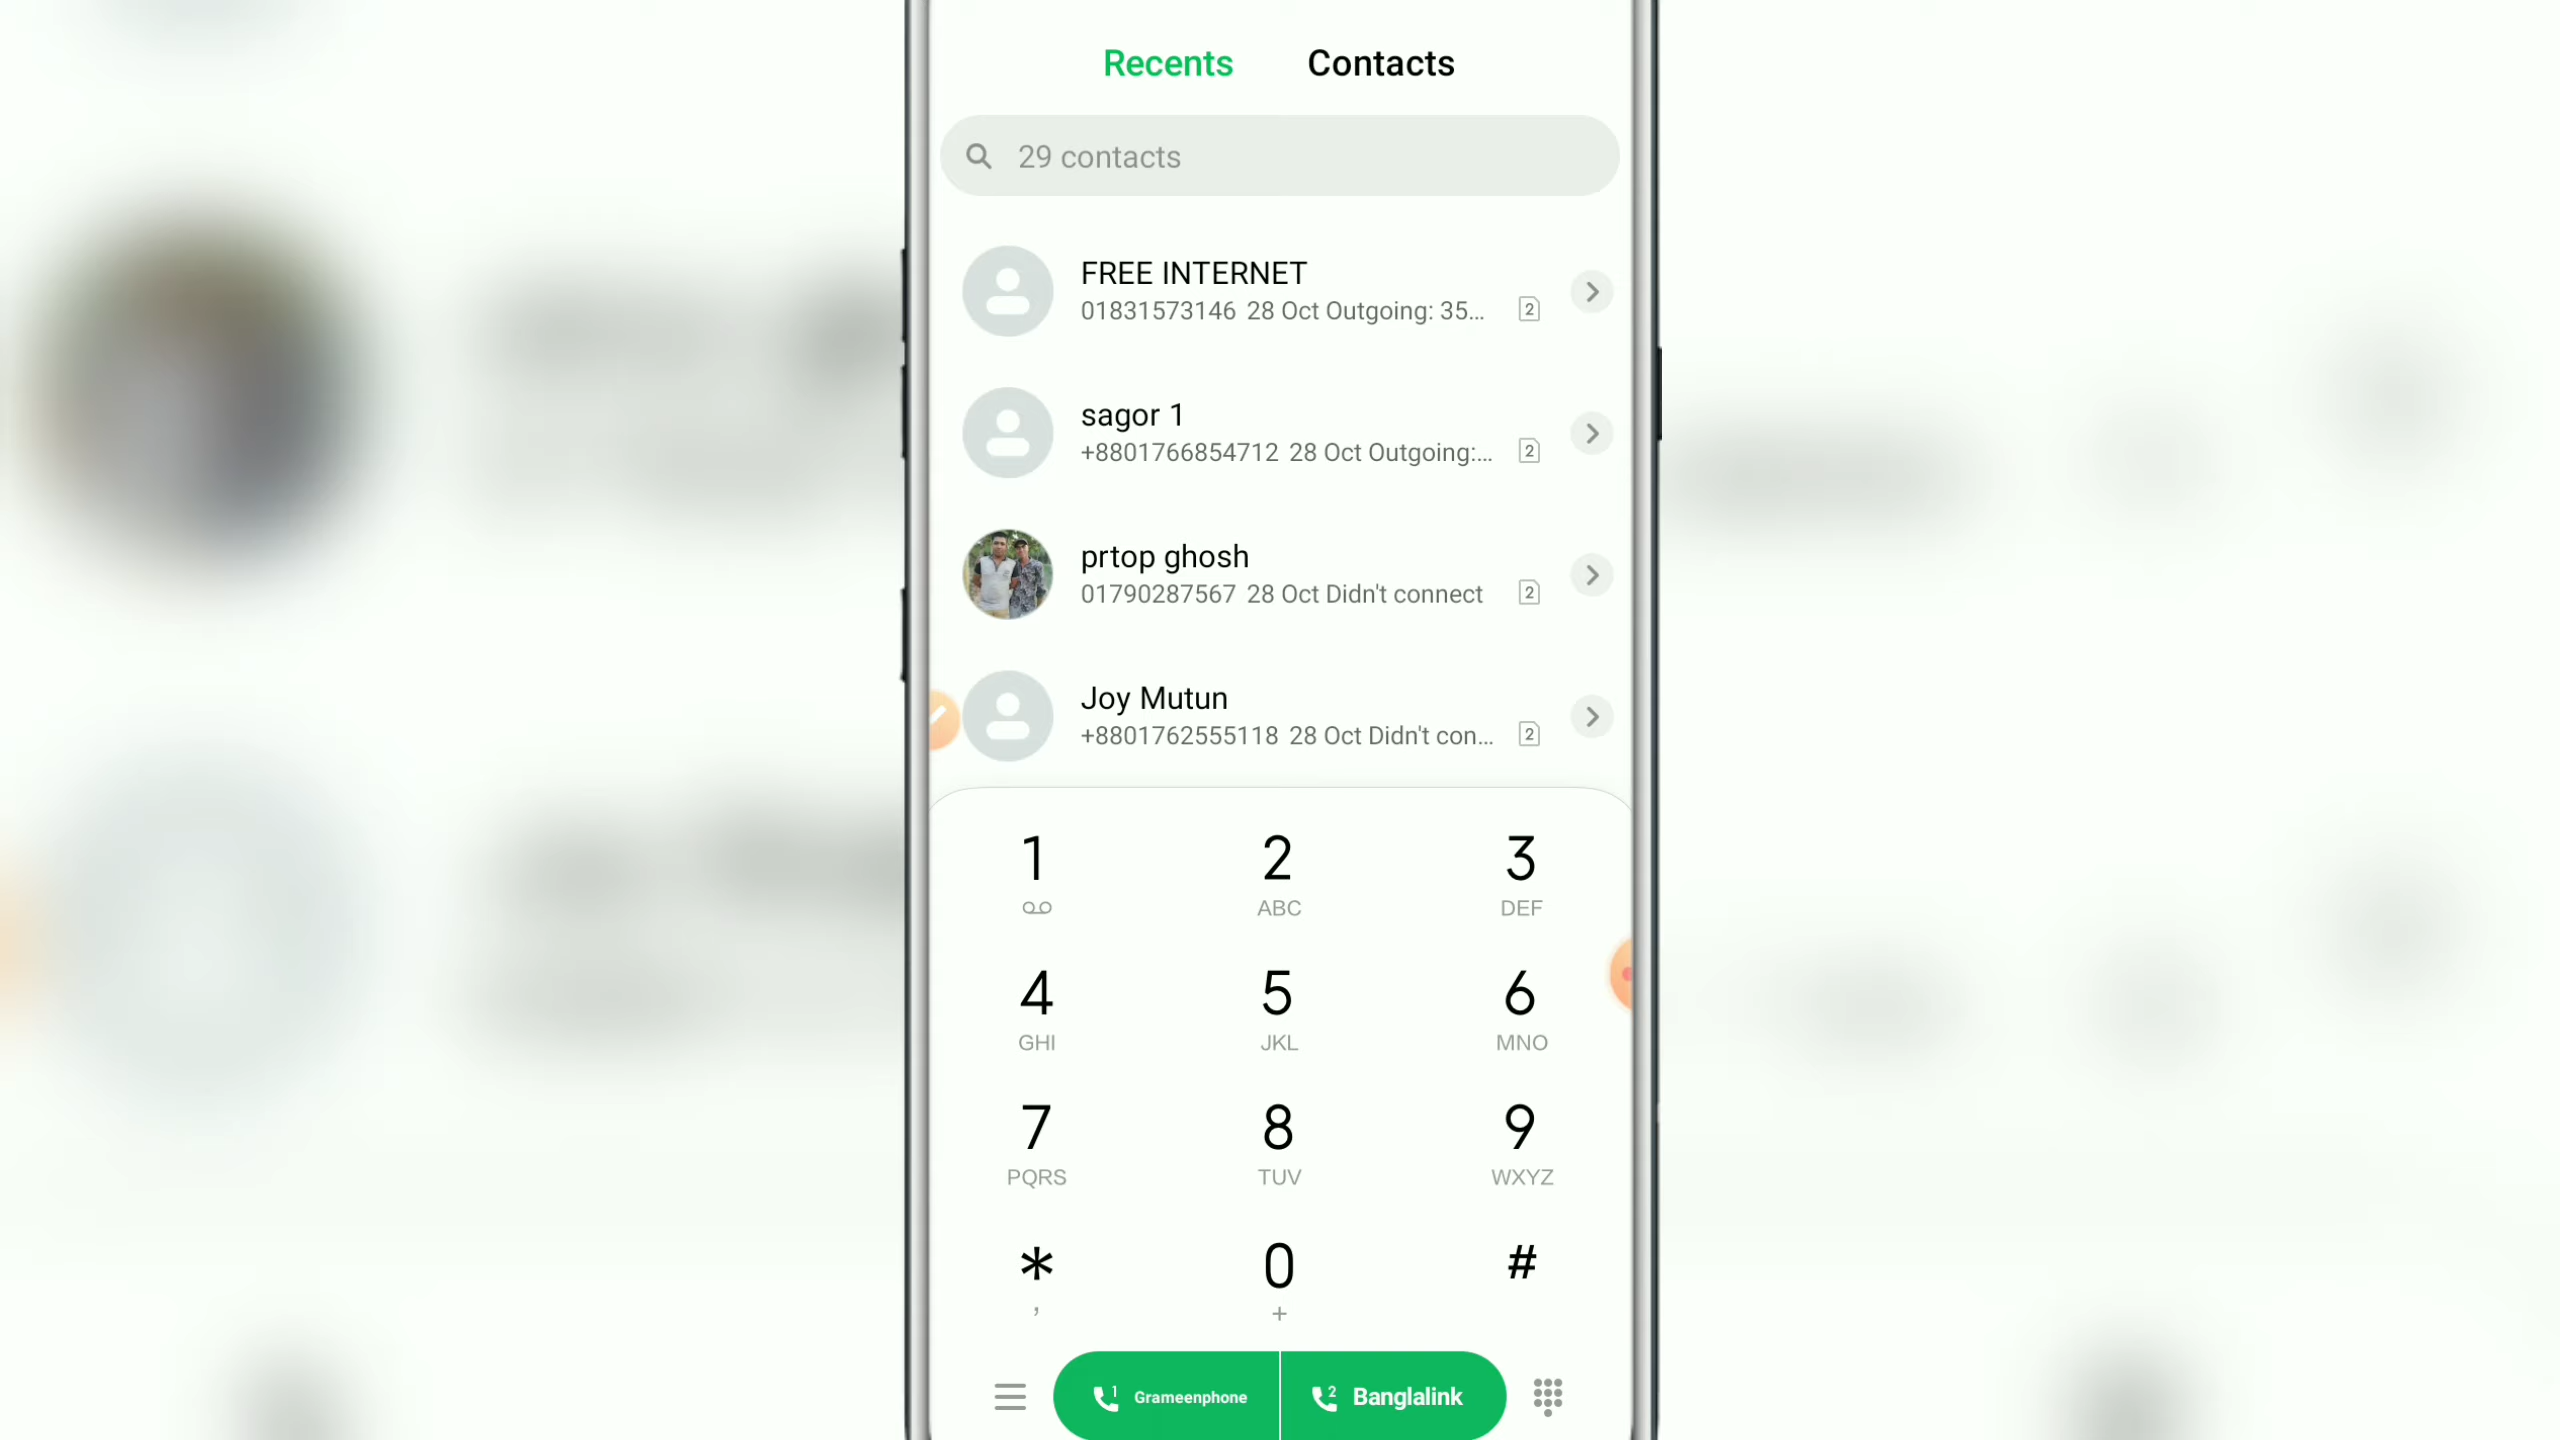 Recents Contacts
29 contacts
FREE INTERNET
01831573146 28 Oct Outgoing: 35...
2
sagor 1
+8801766854712 28 Oct Outgoing:...
2
prtop ghosh
01790287567 28 Oct Didn't connect
2
Joy Mutun
+8801762555118 28 Oct Didn't con...
2
1 2 3
ABC DEF
4 5 6
GHI JKL MNO
7 8 9
PQRS TUV WXYZ
* 0 #
, +
1 Grameenphone 2 Banglalink